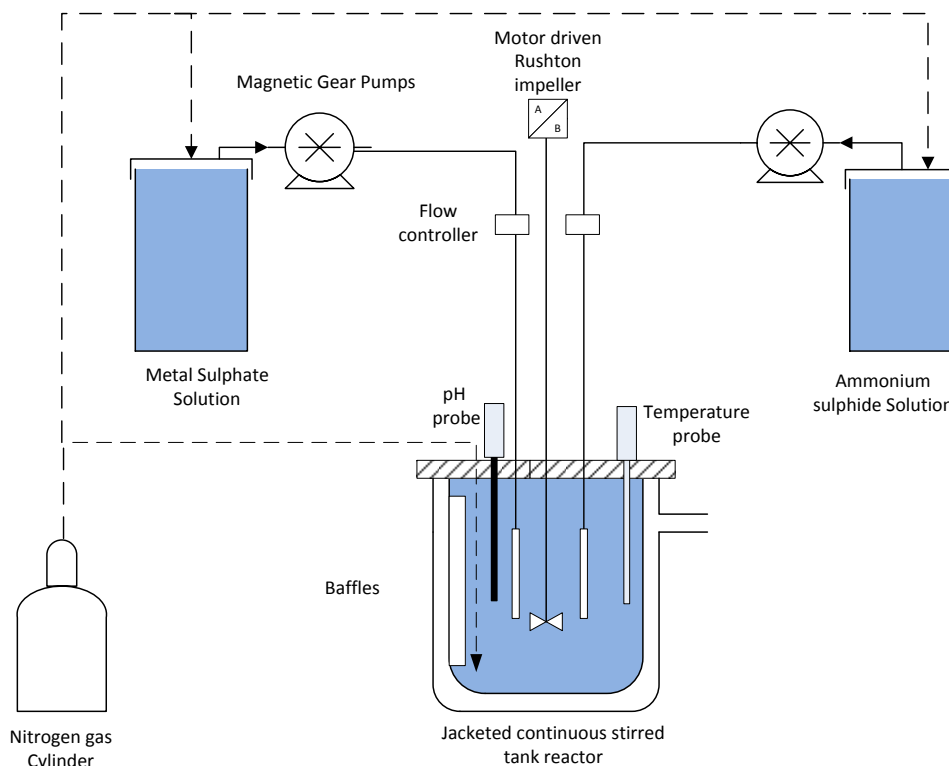 Motor driven
Rushton
impeller
Magnetic Gear Pumps
A
B
Flow
controller
Metal Sulphate
Solution
Ammonium
sulphide Solution
pH
probe
Temperature
probe
Baffles
Nitrogen gas
Cylinder
Jacketed continuous stirred
tank reactor